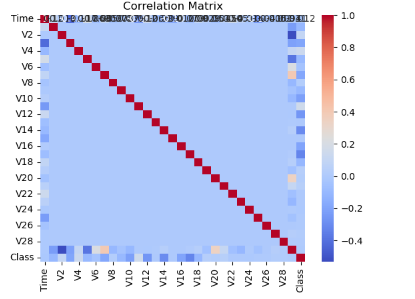 Correlation Matrix
Time
V2
V4
V6
V8
V10
V12
V14
V16
V18
V20
V22
V24
V26
V28
Class
Time
V2
V4
V6
V8
V10
V12
V14
V16
V18
V20
V22
V24
V26
V28
Class
1.0
0.8
0.6
0.4
0.2
0.0
−0.2
−0.4